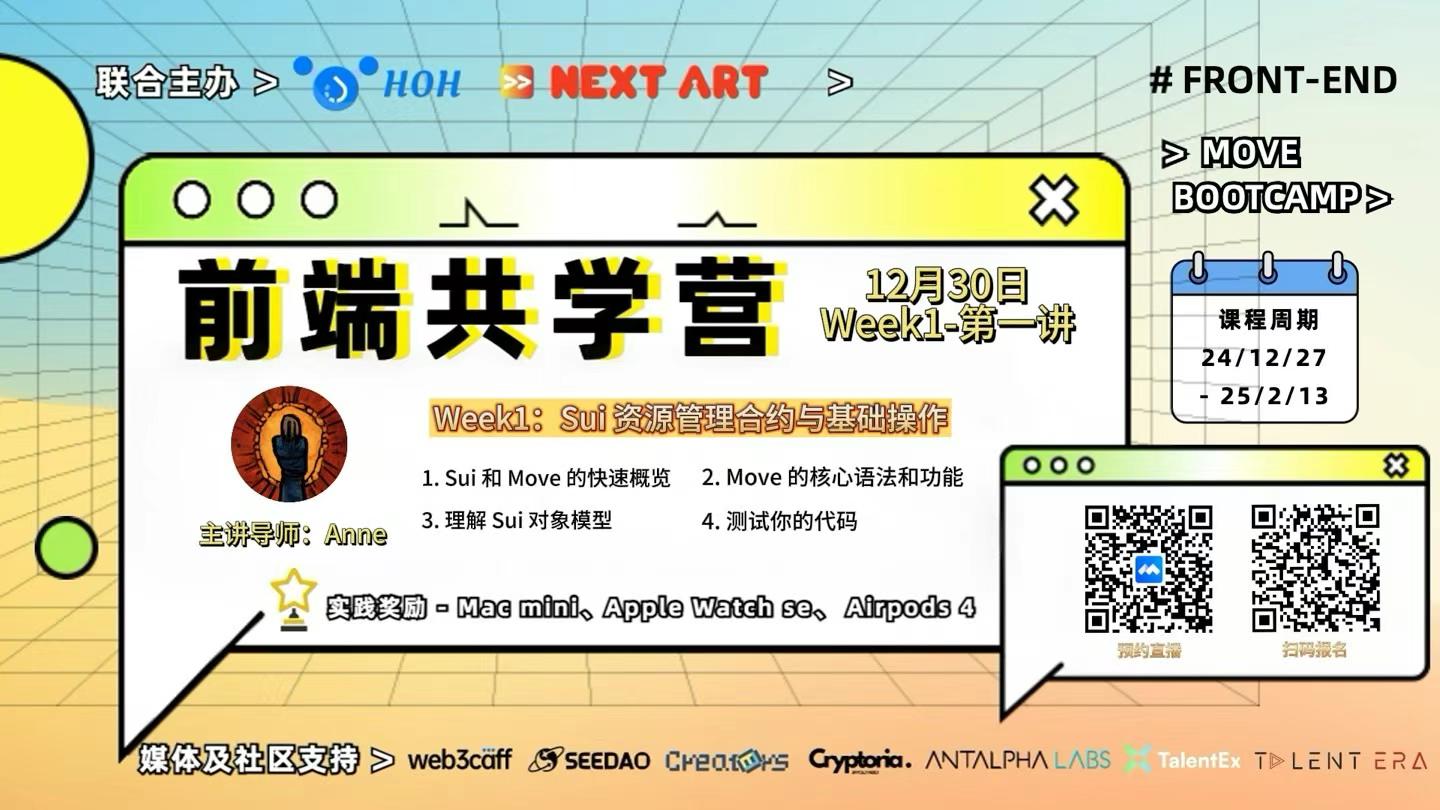 联合主办 > HOH NEXT ART >
# FRONT-END
> MOVE
BOOTCAMP >
前端共学营
12月30日
Week1-第一讲
课程周期
24/12/27
- 25/2/13
Week1：Sui 资源管理合约与基础操作
1. Sui 和 Move 的快速概览
2. Move 的核心语法和功能
3. 理解 Sui 对象模型
4. 测试你的代码
主讲导师：Anne
实践奖励 - Mac mini、Apple Watch se、Airpods 4
预约直播
扫码报名
媒体及社区支持 > web3caff SEEDAO Creators Cryptoria. ANTALPHA LABS TalentEx TALENT ERA